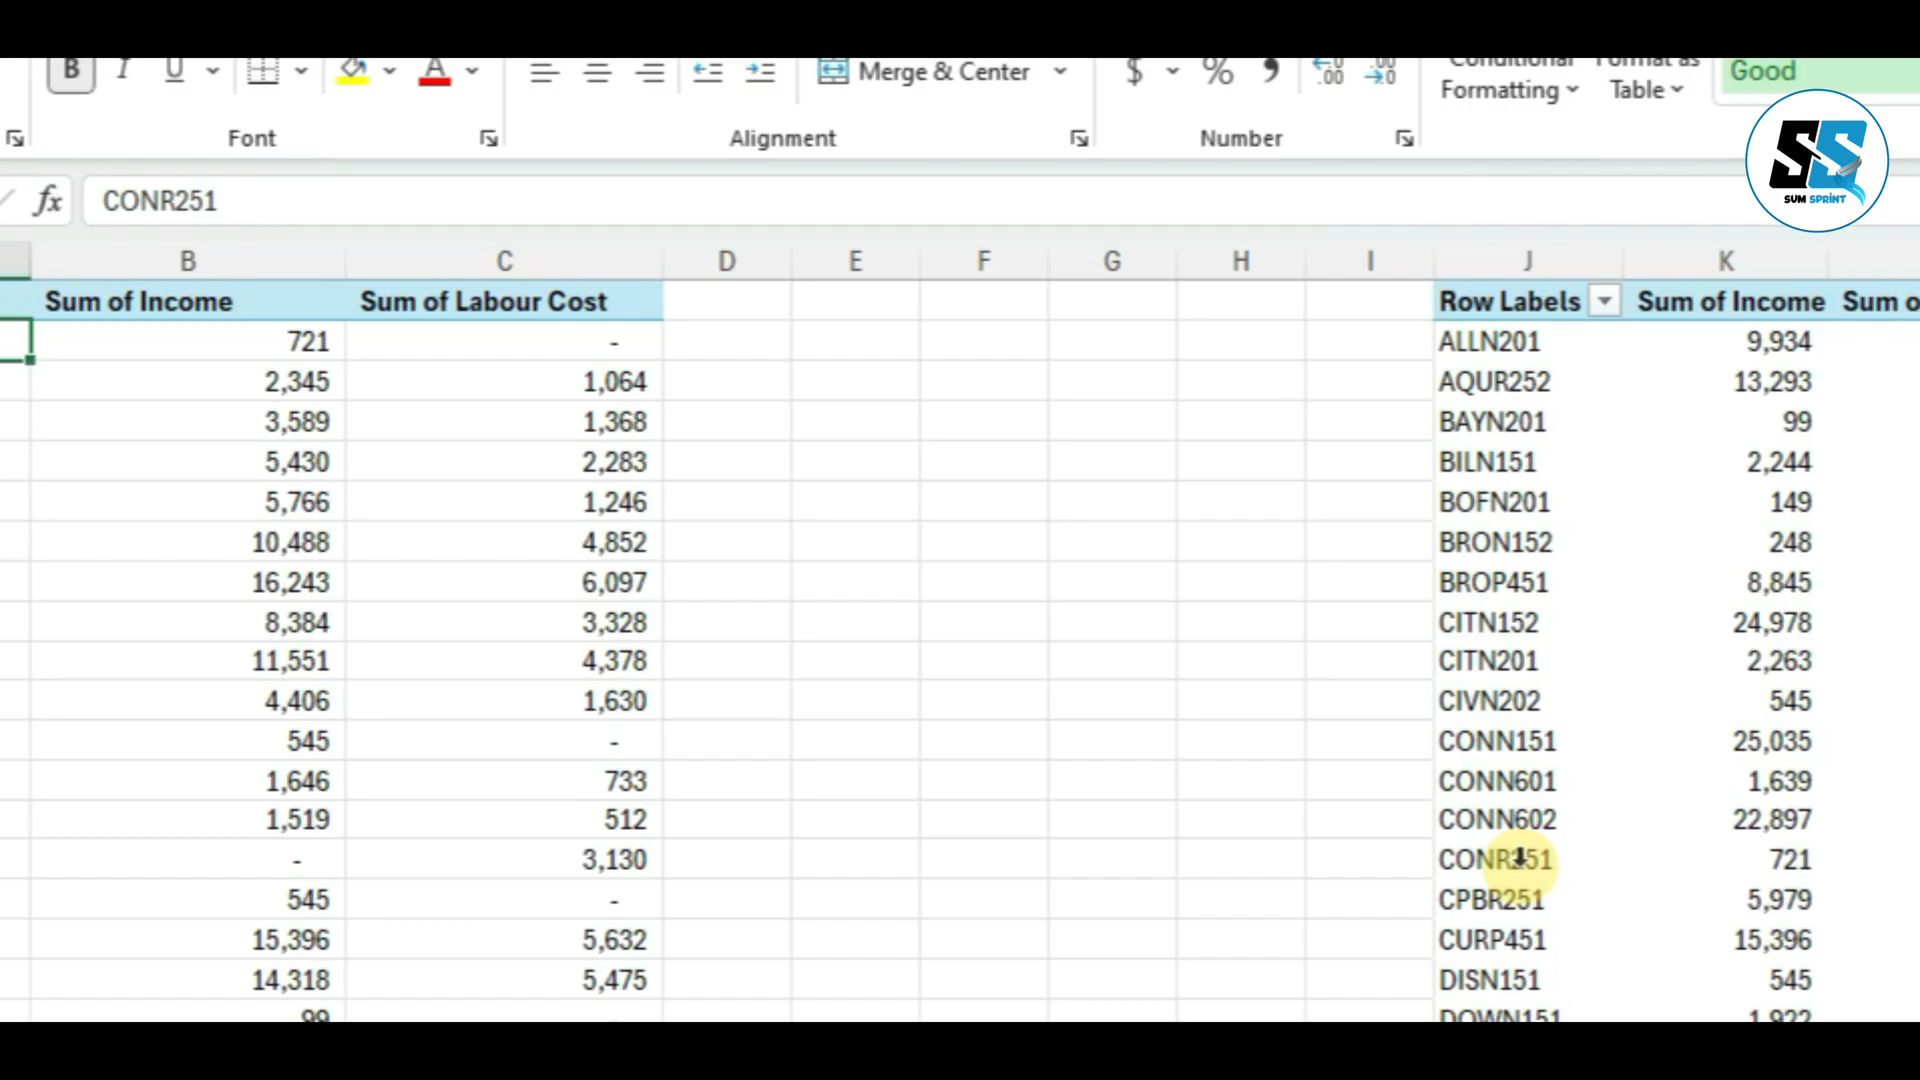 B I U A Merge & Center $ % 9 Conditional Format as Good
Formatting Table
Font Alignment Number
SS
SUM SPRINT
fx CONR251
B C D E F G H I J K
Sum of Income Sum of Labour Cost Row Labels Sum of Income Sum o
721 - ALLN201 9,934
2,345 1,064 AQUR252 13,293
3,589 1,368 BAYN201 99
5,430 2,283 BILN151 2,244
5,766 1,246 BOFN201 149
10,488 4,852 BRON152 248
16,243 6,097 BROP451 8,845
8,384 3,328 CITN152 24,978
11,551 4,378 CITN201 2,263
4,406 1,630 CIVN202 545
545 - CONN151 25,035
1,646 733 CONN601 1,639
1,519 512 CONN602 22,897
- 3,130 CONR251 721
545 - CPBR251 5,979
15,396 5,632 CURP451 15,396
14,318 5,475 DISN151 545
99 DOWN151 1,922